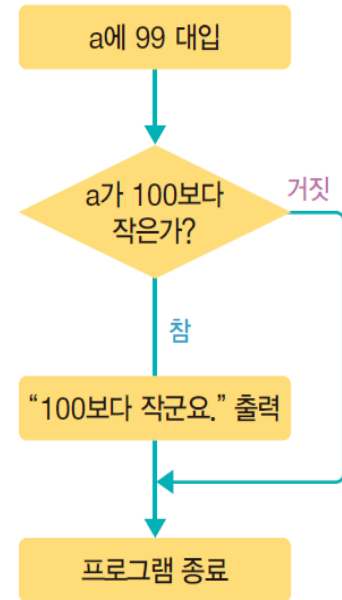 a에 99 대입
a가 100보다
작은가?
거짓
참
“100보다 작군요.” 출력
프로그램 종료